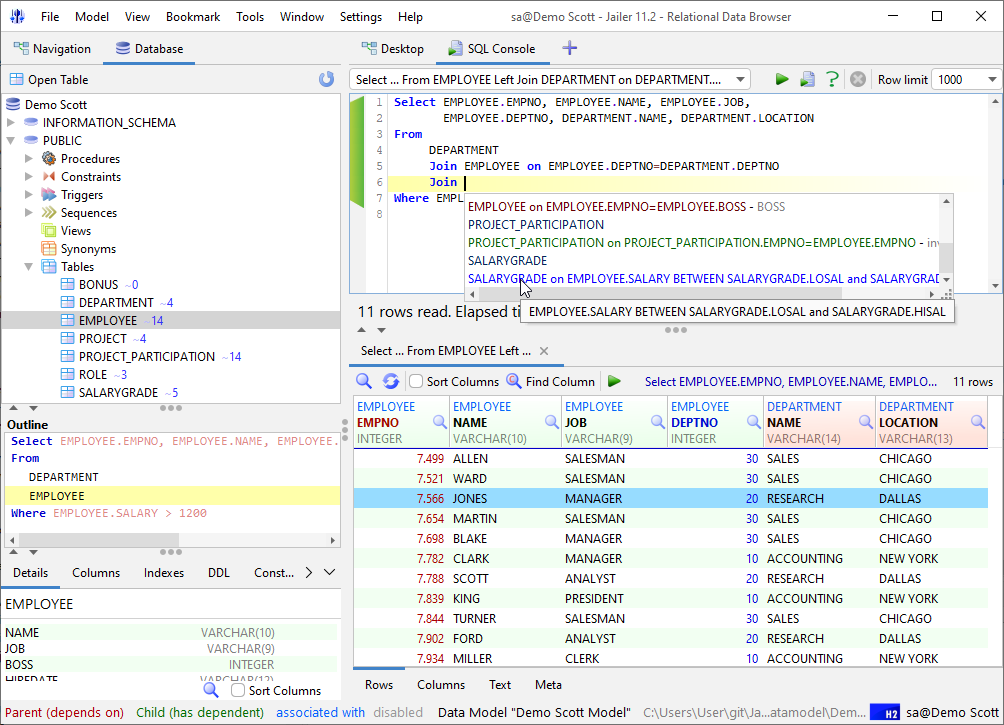 File Model View Bookmark Tools Window Settings Help
sa@Demo Scott - Jailer 11.2 - Relational Data Browser
Navigation Database
Open Table
Demo Scott
INFORMATION_SCHEMA
PUBLIC
Procedures
Constraints
Triggers
Sequences
Views
Synonyms
Tables
BONUS ~0
DEPARTMENT ~4
EMPLOYEE ~14
PROJECT ~4
PROJECT_PARTICIPATION ~14
ROLE ~3
SALARYGRADE ~5
Outline
Select EMPLOYEE.EMPNO, EMPLOYEE.NAME, EMPLOYEE.
From
DEPARTMENT
EMPLOYEE
Where EMPLOYEE.SALARY > 1200
Details Columns Indexes DDL Const...
EMPLOYEE
NAME VARCHAR(10)
JOB VARCHAR(9)
BOSS INTEGER
HIREDATE VARCHAR(12)
Sort Columns
Desktop SQL Console
Select ... From EMPLOYEE Left Join DEPARTMENT on DEPARTMENT.... ? Row limit 1000
1 Select EMPLOYEE.EMPNO, EMPLOYEE.NAME, EMPLOYEE.JOB,
2 EMPLOYEE.DEPTNO, DEPARTMENT.NAME, DEPARTMENT.LOCATION
3 From
4 DEPARTMENT
5 Join EMPLOYEE on EMPLOYEE.DEPTNO=DEPARTMENT.DEPTNO
6 Join
7 Where EMPL
8
EMPLOYEE on EMPLOYEE.EMPNO=EMPLOYEE.BOSS - BOSS
PROJECT_PARTICIPATION
PROJECT_PARTICIPATION on PROJECT_PARTICIPATION.EMPNO=EMPLOYEE.EMPNO - inv
SALARYGRADE
SALARYGRADE on EMPLOYEE.SALARY BETWEEN SALARYGRADE.LOSAL and SALARYGRAD
EMPLOYEE.SALARY BETWEEN SALARYGRADE.LOSAL and SALARYGRADE.HISAL
11 rows read. Elapsed ti
Select ... From EMPLOYEE Left ...
Sort Columns Find Column Select EMPLOYEE.EMPNO, EMPLOYEE.NAME, EMPLO... 11 rows
EMPLOYEE EMPLOYEE EMPLOYEE EMPLOYEE DEPARTMENT DEPARTMENT
EMPNO NAME JOB DEPTNO NAME LOCATION
INTEGER VARCHAR(10) VARCHAR(9) INTEGER VARCHAR(14) VARCHAR(13)
7.499 ALLEN SALESMAN 30 SALES CHICAGO
7.521 WARD SALESMAN 30 SALES CHICAGO
7.566 JONES MANAGER 20 RESEARCH DALLAS
7.654 MARTIN SALESMAN 30 SALES CHICAGO
7.698 BLAKE MANAGER 30 SALES CHICAGO
7.782 CLARK MANAGER 10 ACCOUNTING NEW YORK
7.788 SCOTT ANALYST 20 RESEARCH DALLAS
7.839 KING PRESIDENT 10 ACCOUNTING NEW YORK
7.844 TURNER SALESMAN 30 SALES CHICAGO
7.902 FORD ANALYST 20 RESEARCH DALLAS
7.934 MILLER CLERK 10 ACCOUNTING NEW YORK
Rows Columns Text Meta
Parent (depends on) Child (has dependent) associated with disabled Data Model "Demo Scott Model" C:\Users\User\git\Ja...atamodel\Dem... H2 sa@Demo Scott